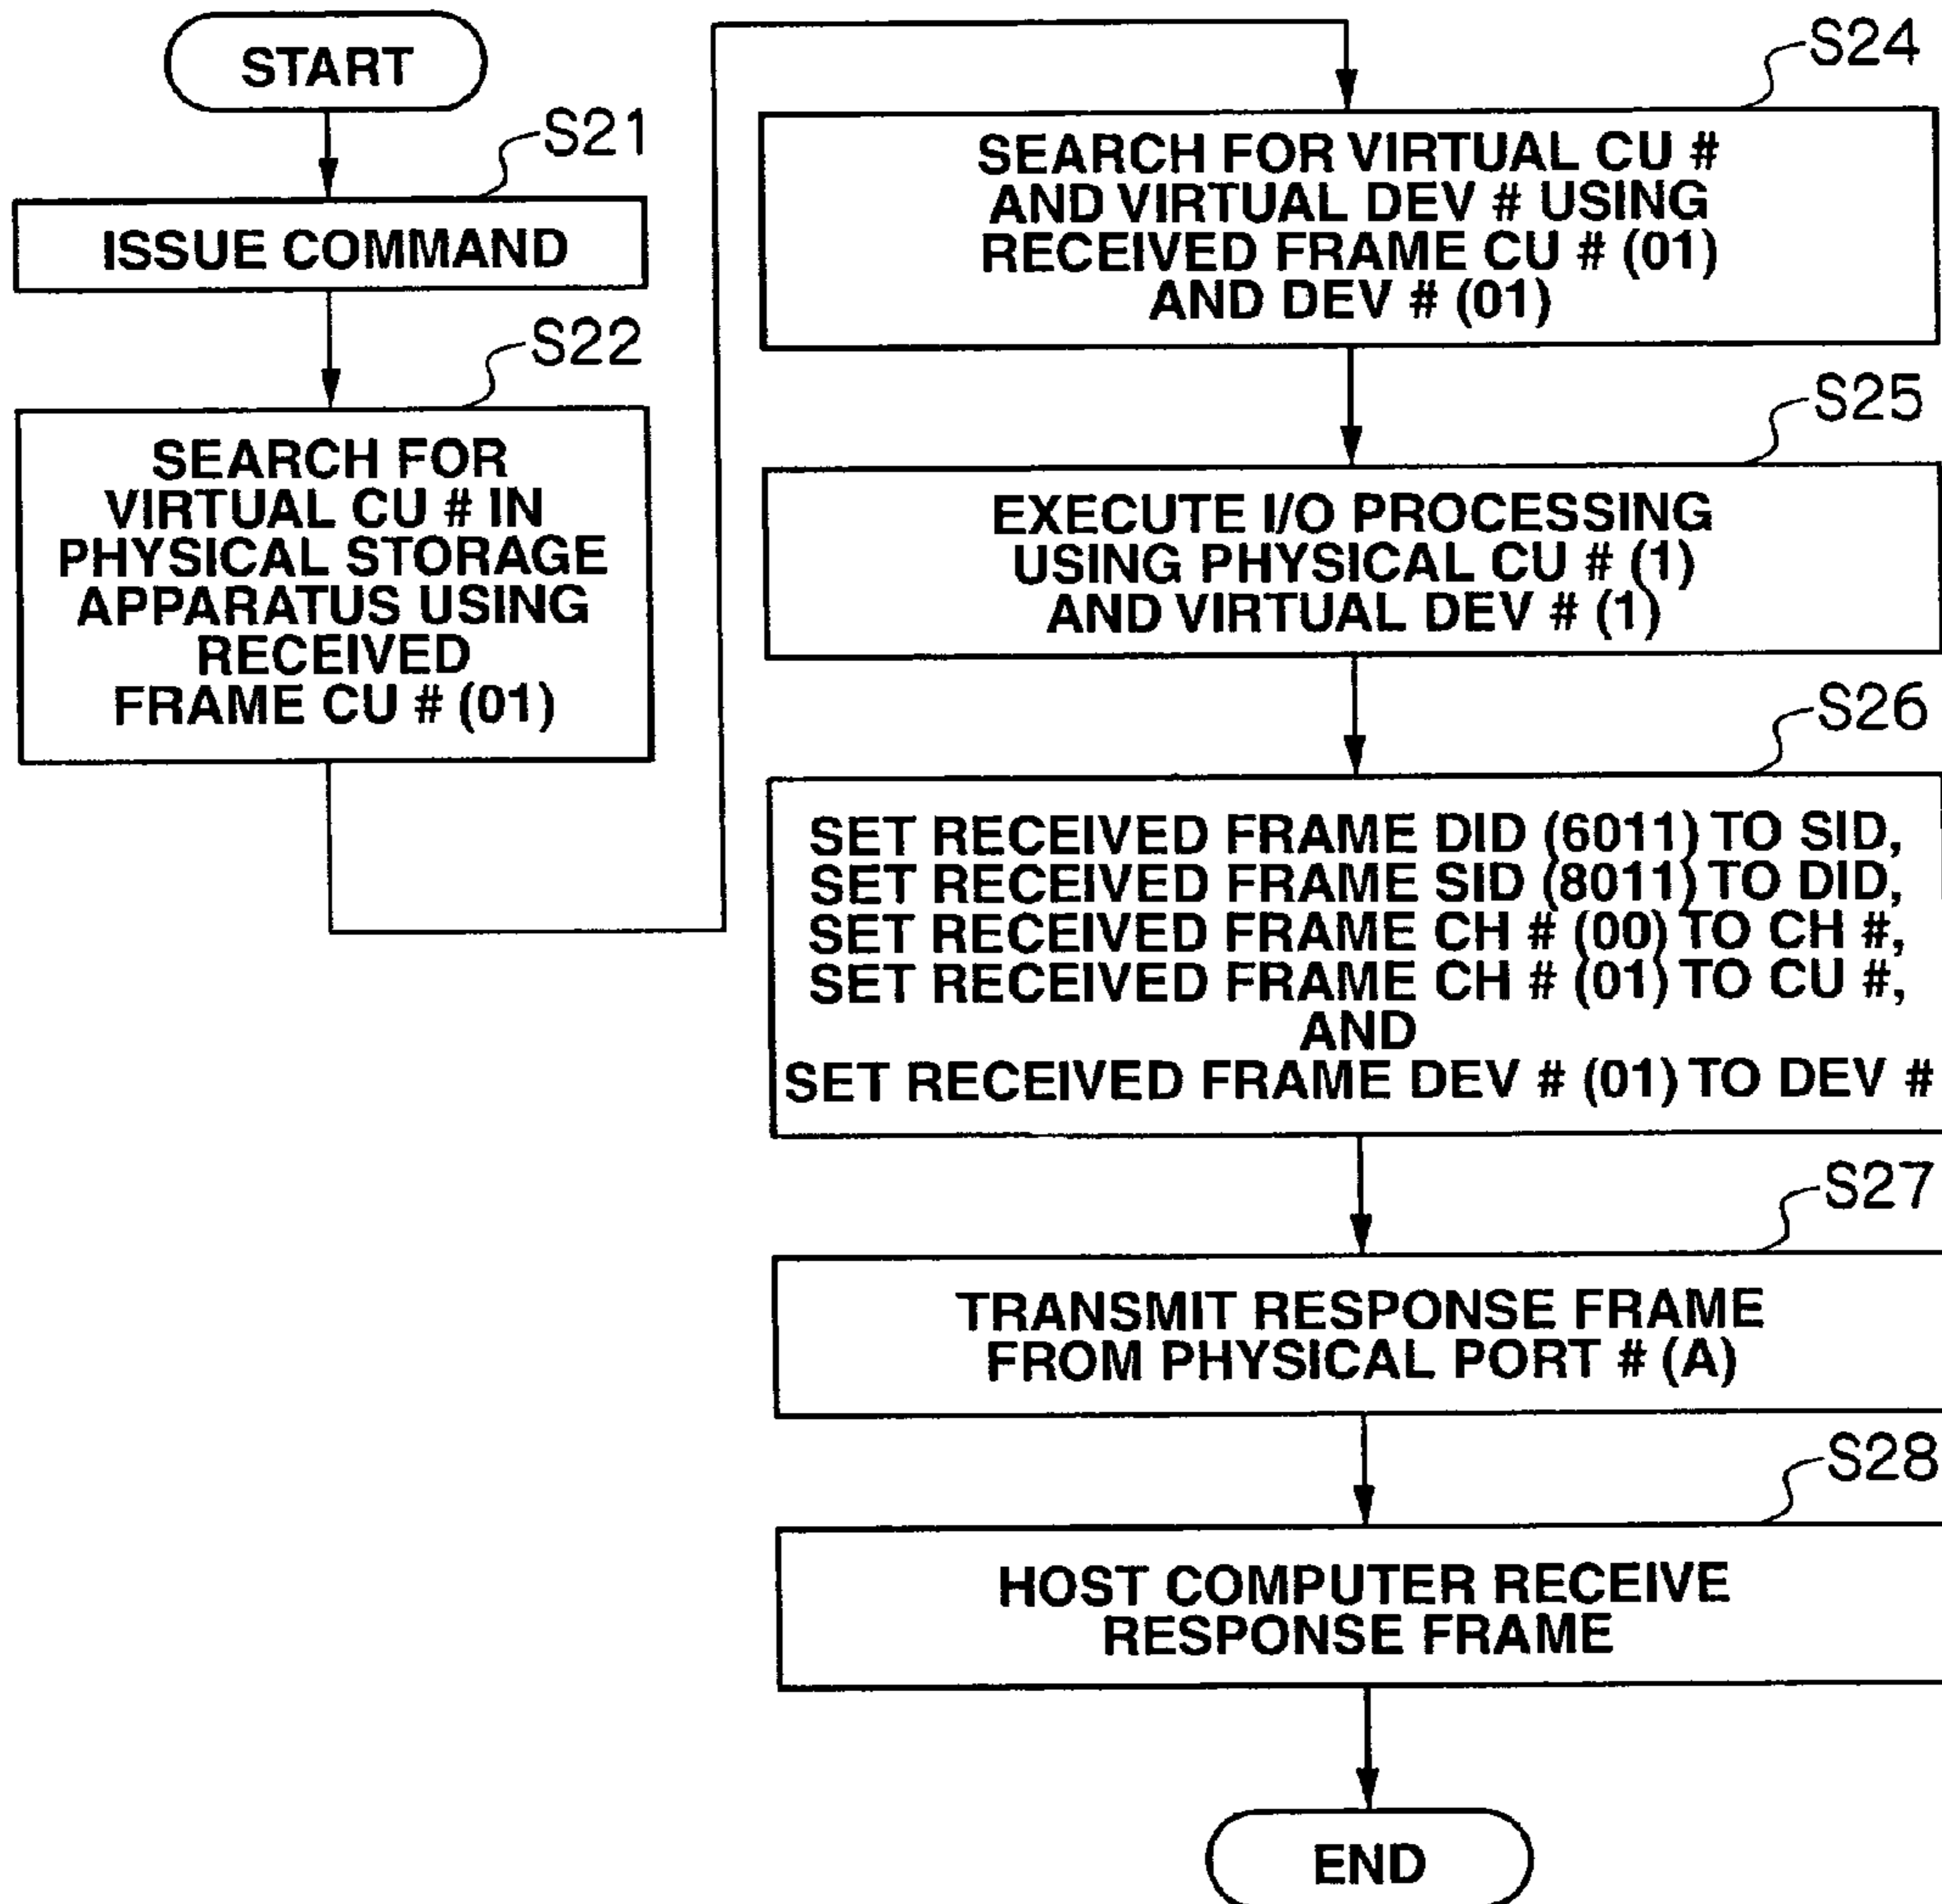 START
S21
ISSUE COMMAND
S22
SEARCH FOR
VIRTUAL CU # IN
PHYSICAL STORAGE
APPARATUS USING
RECEIVED
FRAME CU # (01)
S24
SEARCH FOR VIRTUAL CU #
AND VIRTUAL DEV # USING
RECEIVED FRAME CU # (01)
AND DEV # (01)
S25
EXECUTE I/O PROCESSING
USING PHYSICAL CU # (1)
AND VIRTUAL DEV # (1)
S26
SET RECEIVED FRAME DID (6011) TO SID,
SET RECEIVED FRAME SID (8011) TO DID,
SET RECEIVED FRAME CH # (00) TO CH #,
SET RECEIVED FRAME CH # (01) TO CU #,
AND
SET RECEIVED FRAME DEV # (01) TO DEV #
S27
TRANSMIT RESPONSE FRAME
FROM PHYSICAL PORT # (A)
S28
HOST COMPUTER RECEIVE
RESPONSE FRAME
END